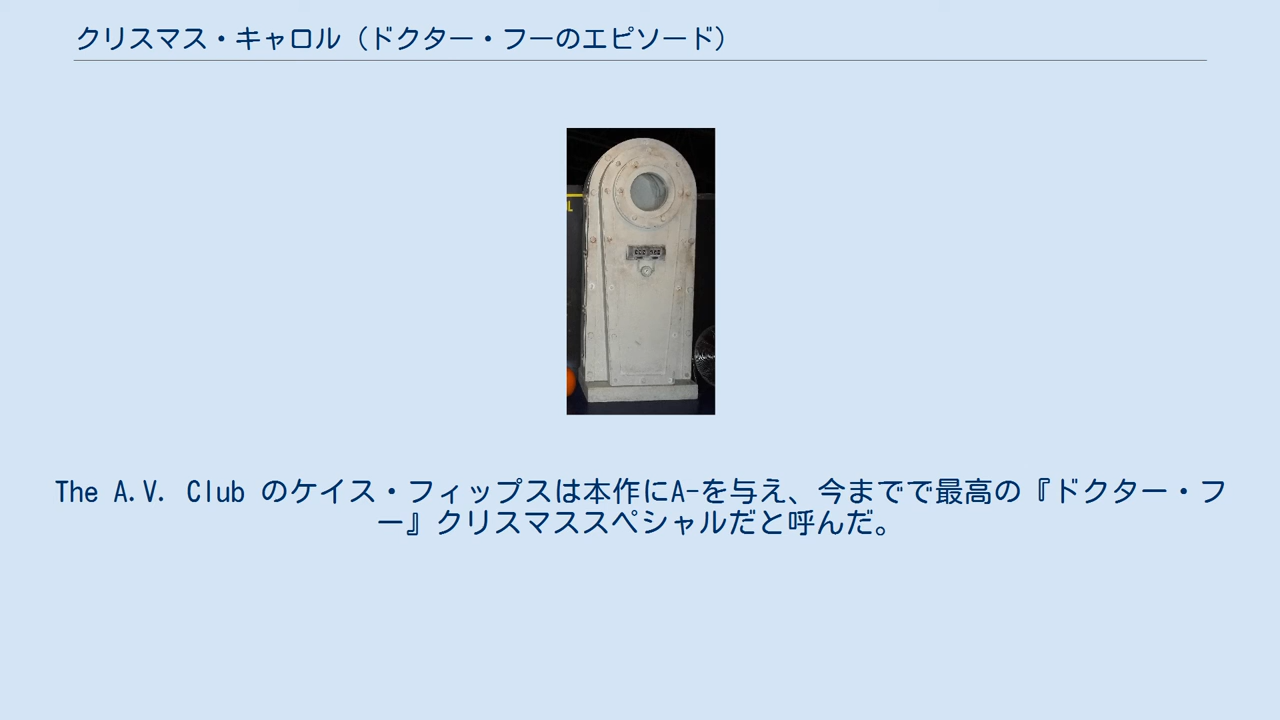 クリスマス・キャロル（ドクター・フーのエピソード）
The A.V. Club のケイス・フィップスは本作にA-を与え、今までで最高の『ドクター・フ
ー』クリスマススペシャルだと呼んだ。